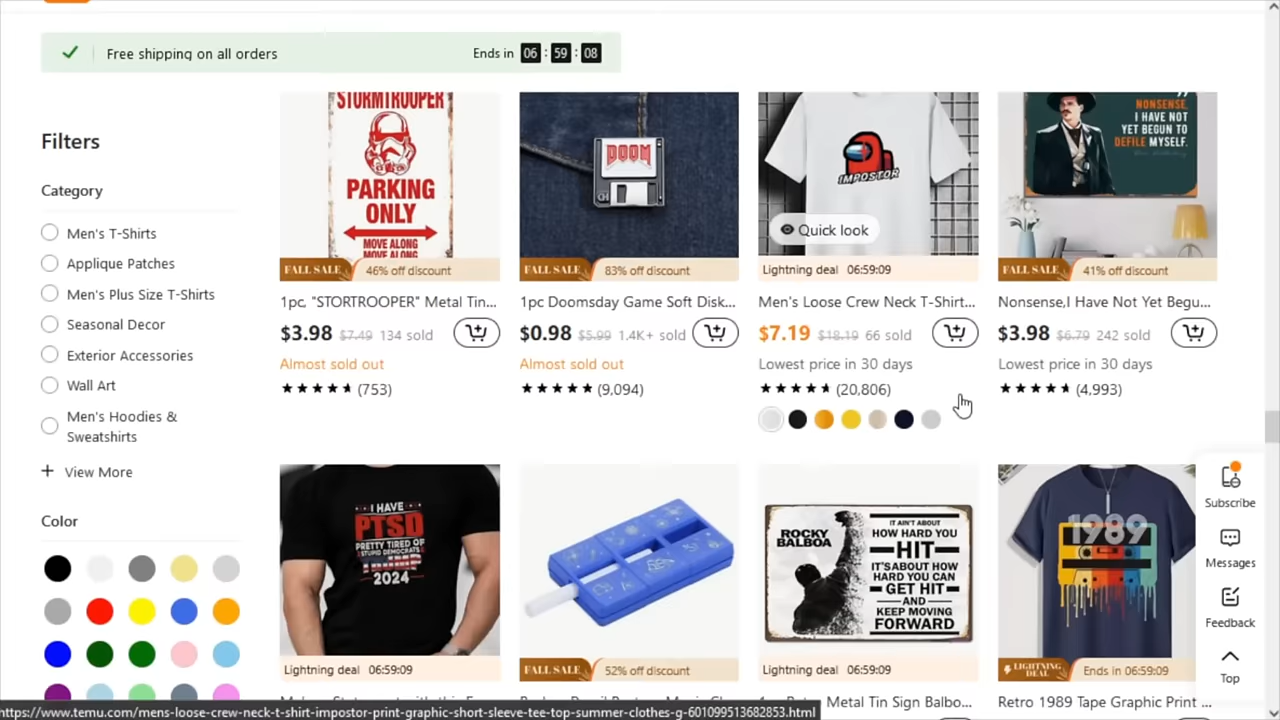 Free shipping on all orders
Ends in 06 : 59 : 08
Filters
Category
Men's T-Shirts
Applique Patches
Men's Plus Size T-Shirts
Seasonal Decor
Exterior Accessories
Wall Art
Men's Hoodies &
Sweatshirts
+ View More
Color
STORMTROOPER
PARKING
ONLY
MOVE ALONG
MOVE ALONG
FALL SALE 46% off discount
1pc, "STORTROOPER" Metal Tin...
$3.98 $7.49 134 sold
Almost sold out
(753)
DOOM
FALL SALE 83% off discount
1pc Doomsday Game Soft Disk...
$0.98 $5.99 1.4K+ sold
Almost sold out
(9,094)
IMPOSTOR
Quick look
Lightning deal 06:59:09
Men's Loose Crew Neck T-Shirt...
$7.19 $18.19 66 sold
Lowest price in 30 days
(20,806)
NONSENSE,
I HAVE NOT
YET BEGUN TO
DEFILE MYSELF.
FALL SALE 41% off discount
Nonsense,I Have Not Yet Begu...
$3.98 $6.79 242 sold
Lowest price in 30 days
(4,993)
I HAVE
PTSD
PRETTY TIRED OF
STUPID DEMOCRATS
2024
Lightning deal 06:59:09
FALL SALE 52% off discount
ROCKY
BALBOA
IT AIN'T ABOUT
HOW HARD YOU
HIT
IT'S ABOUT HOW
HARD YOU CAN
GET HIT
AND
KEEP MOVING
FORWARD
Lightning deal 06:59:09
Metal Tin Sign Balbo...
1989
LIGHTNING
DEAL Ends in 06:59:09
Retro 1989 Tape Graphic Print ...
Subscribe
Messages
Feedback
Top
https://www.temu.com/mens-loose-crew-neck-t-shirt-impostor-print-graphic-short-sleeve-tee-top-summer-clothes-g-601099513682853.html